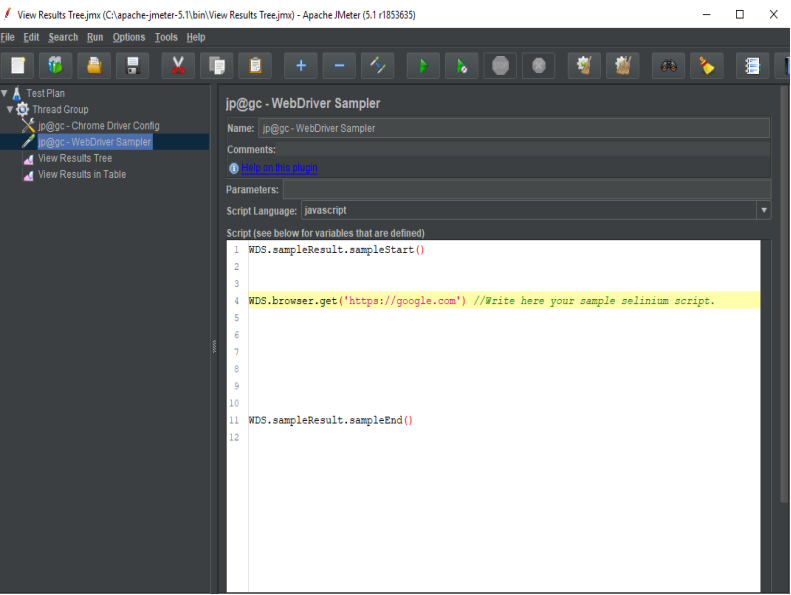 View Results Tree.jmx (C:\apache-jmeter-5.1\bin\View Results Tree.jmx) - Apache JMeter (5.1 r1853635)
File Edit Search Run Options Tools Help
Test Plan
Thread Group
jp@gc - Chrome Driver Config
jp@gc - WebDriver Sampler
View Results Tree
View Results in Table
jp@gc - WebDriver Sampler
Name: jp@gc - WebDriver Sampler
Comments:
Help on this plugin
Parameters:
Script Language: javascript
Script (see below for variables that are defined)
1 WDS.sampleResult.sampleStart()
2
3
4 WDS.browser.get('https://google.com') //Write here your sample selinium script.
5
6
7
8
9
10
11 WDS.sampleResult.sampleEnd()
12